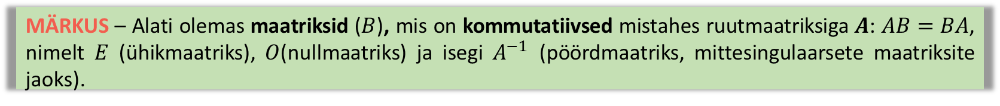 MÄRKUS – Alati olemas maatriksid (B), mis on kommutatiivsed mistahes ruutmaatriksiga A: AB = BA,
nimelt E (ühikmaatriks), O(nullmaatriks) ja isegi A⁻¹ (pöördmaatriks, mittesingulaarsete maatriksite
jaoks).